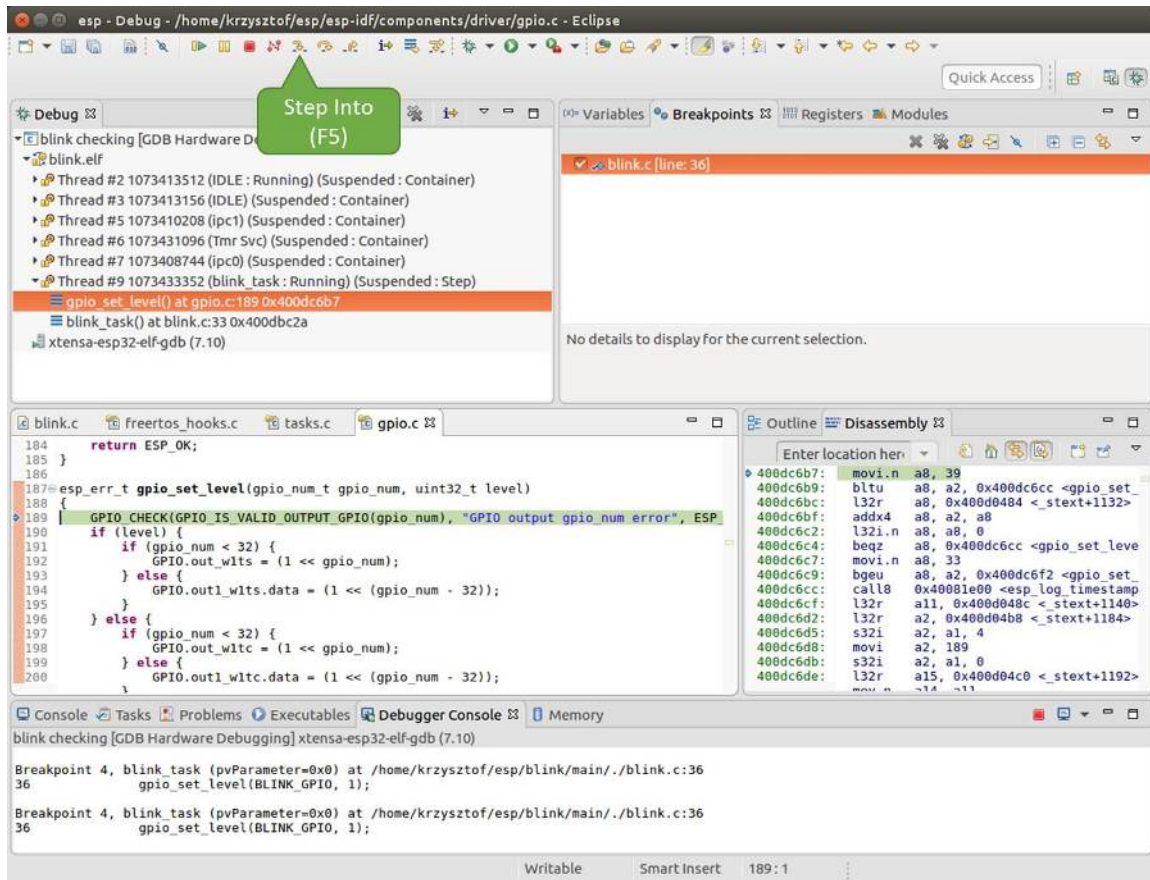 esp - Debug - /home/krzysztof/esp/esp-idf/components/driver/gpio.c - Eclipse
Quick Access
Step Into
(F5)
Debug
blink checking [GDB Hardware De
blink.elf
Thread #2 1073413512 (IDLE : Running) (Suspended : Container)
Thread #3 1073413156 (IDLE) (Suspended : Container)
Thread #5 1073410208 (ipc1) (Suspended : Container)
Thread #6 1073431096 (Tmr Svc) (Suspended : Container)
Thread #7 1073408744 (ipc0) (Suspended : Container)
Thread #9 1073433352 (blink_task : Running) (Suspended : Step)
gpio_set_level() at gpio.c:189 0x400dc6b7
blink_task() at blink.c:33 0x400dbc2a
xtensa-esp32-elf-gdb (7.10)
(x)= Variables Breakpoints Registers Modules
blink.c [line: 36]
No details to display for the current selection.
blink.c freertos_hooks.c tasks.c gpio.c
184 return ESP_OK;
185 }
186
187 esp_err_t gpio_set_level(gpio_num_t gpio_num, uint32_t level)
188 {
189 GPIO_CHECK(GPIO_IS_VALID_OUTPUT_GPIO(gpio_num), "GPIO output gpio_num error", ESP
190 if (level) {
191 if (gpio_num < 32) {
192 GPIO.out_w1ts = (1 << gpio_num);
193 } else {
194 GPIO.out1_w1ts.data = (1 << (gpio_num - 32));
195 }
196 } else {
197 if (gpio_num < 32) {
198 GPIO.out_w1tc = (1 << gpio_num);
199 } else {
200 GPIO.out1_w1tc.data = (1 << (gpio_num - 32));
}
Outline Disassembly
Enter location her
400dc6b7: movi.n a8, 39
400dc6b9: bltu a8, a2, 0x400dc6cc <gpio_set_
400dc6bc: l32r a8, 0x400d0484 <_stext+1132>
400dc6bf: addx4 a8, a2, a8
400dc6c2: l32i.n a8, a8, 0
400dc6c4: beqz a8, 0x400dc6cc <gpio_set_leve
400dc6c7: movi.n a8, 33
400dc6c9: bgeu a8, a2, 0x400dc6f2 <gpio_set_
400dc6cc: call8 0x40081e00 <esp_log_timestamp
400dc6cf: l32r a11, 0x400d048c <_stext+1140>
400dc6d2: l32r a2, 0x400d04b8 <_stext+1184>
400dc6d5: s32i a2, a1, 4
400dc6d8: movi a2, 189
400dc6db: s32i a2, a1, 0
400dc6de: l32r a15, 0x400d04c0 <_stext+1192>
Console Tasks Problems Executables Debugger Console Memory
blink checking [GDB Hardware Debugging] xtensa-esp32-elf-gdb (7.10)
Breakpoint 4, blink_task (pvParameter=0x0) at /home/krzysztof/esp/blink/main/./blink.c:36
36 gpio_set_level(BLINK_GPIO, 1);
Breakpoint 4, blink_task (pvParameter=0x0) at /home/krzysztof/esp/blink/main/./blink.c:36
36 gpio_set_level(BLINK_GPIO, 1);
Writable Smart Insert 189 : 1